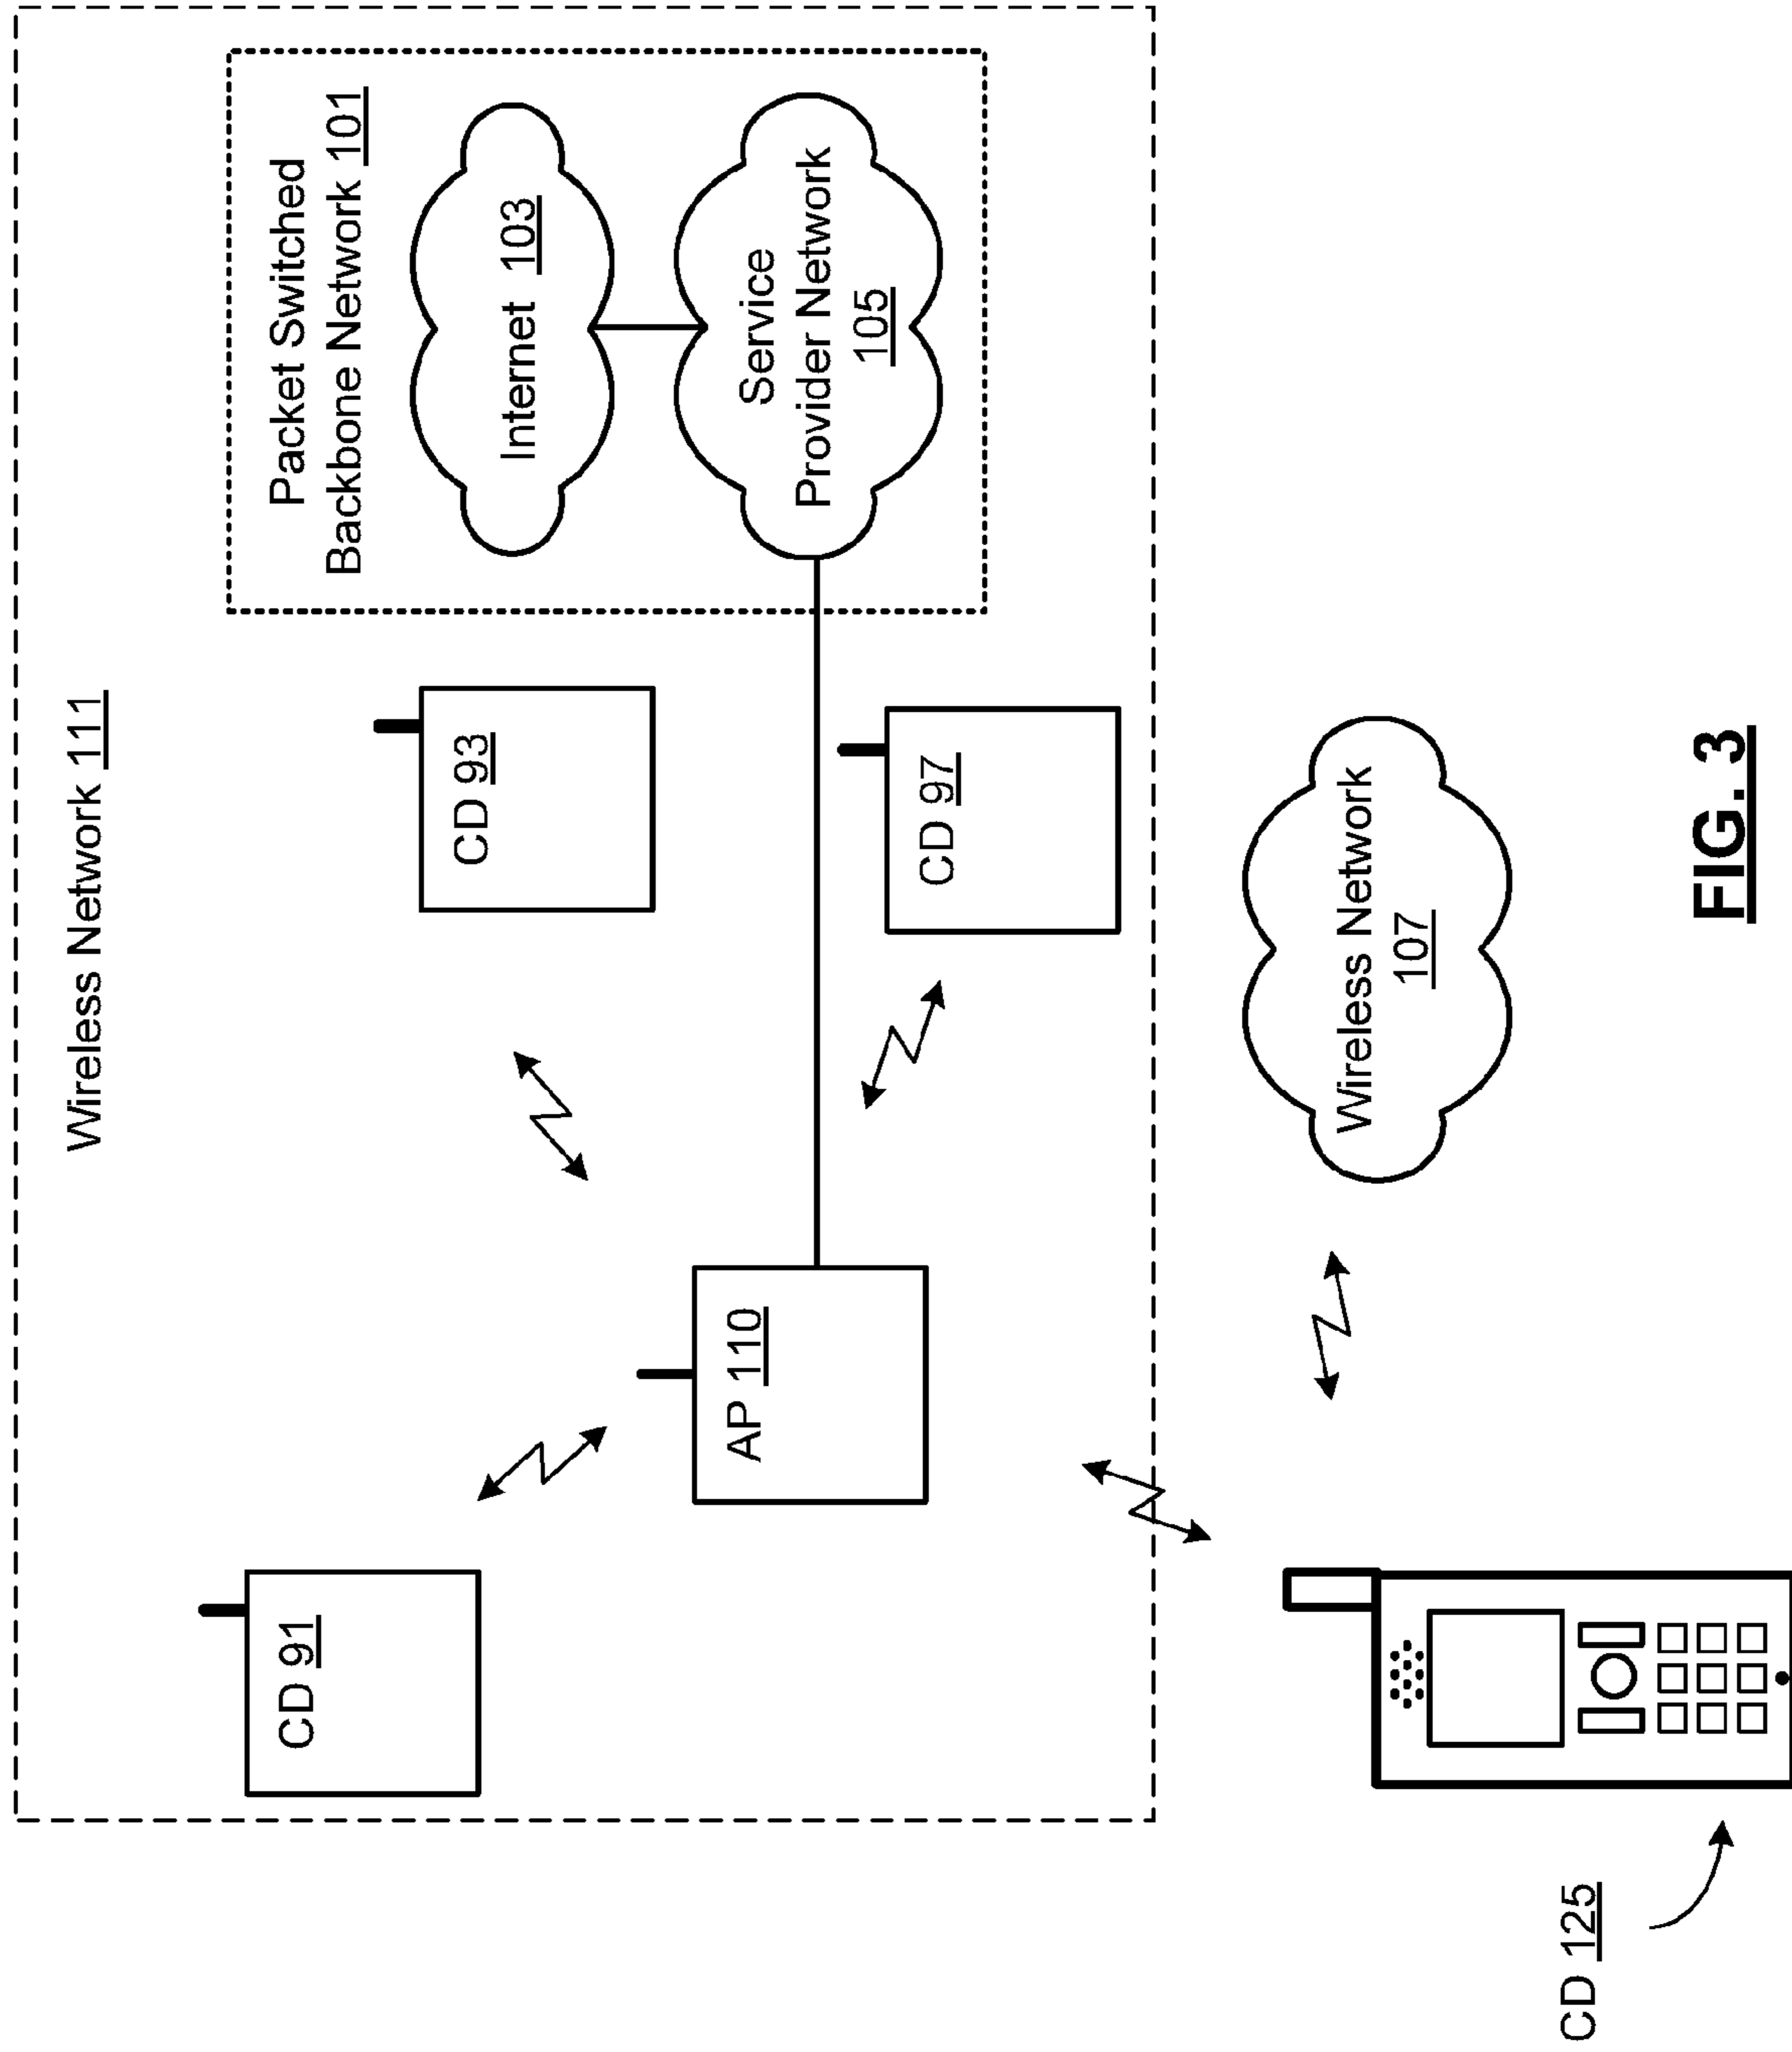 Wireless Network 111
Packet Switched
Backbone Network 101
CD 91
CD 93
Internet 103
AP 110
Service
Provider Network
105
CD 97
Wireless Network
107
CD 125
FIG. 3